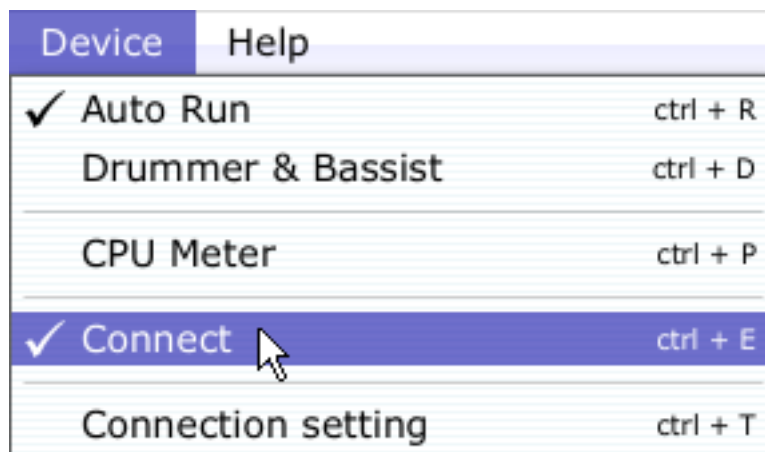 Device Help
✓ Auto Run ctrl + R
Drummer & Bassist ctrl + D
CPU Meter ctrl + P
✓ Connect ctrl + E
Connection setting ctrl + T